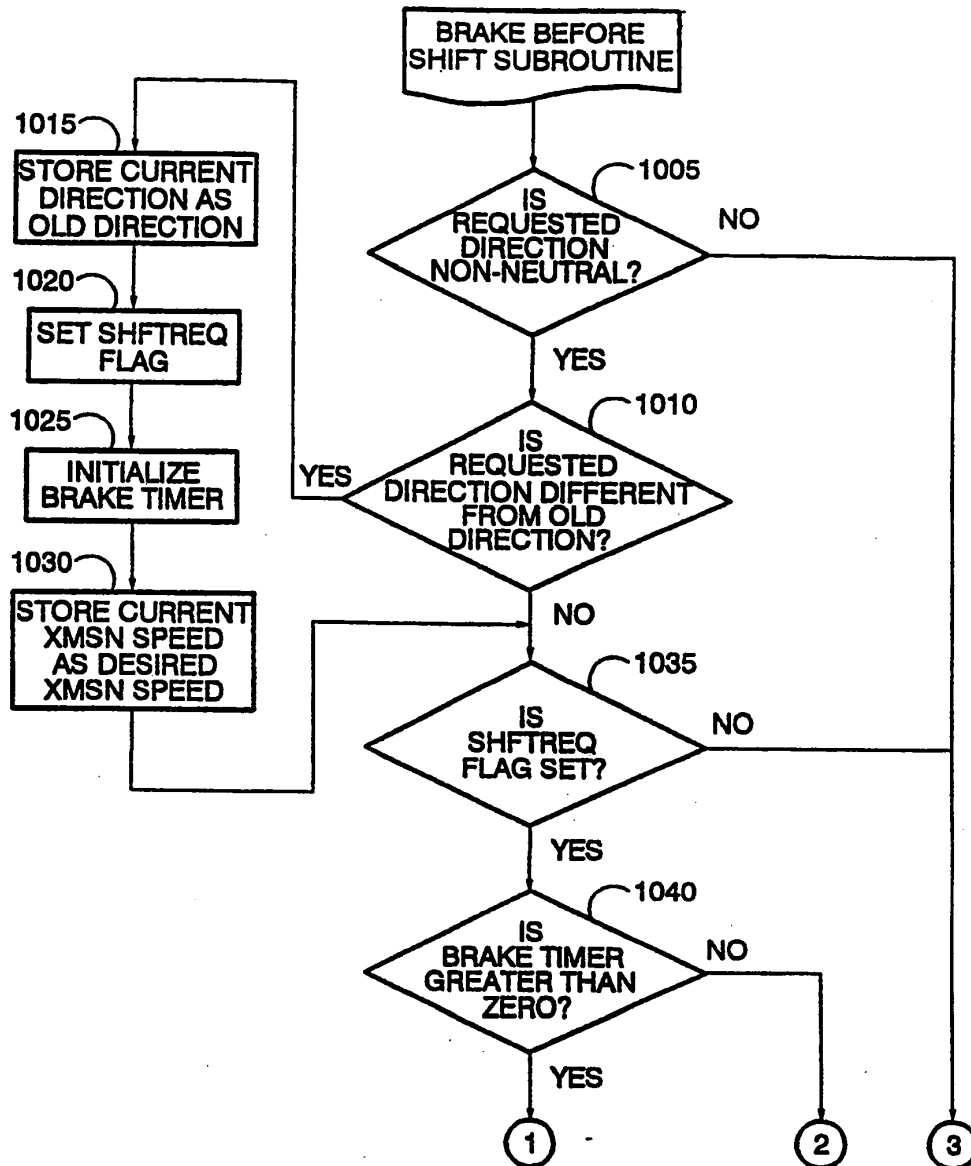 BRAKE BEFORE
SHIFT SUBROUTINE
1015
STORE CURRENT
DIRECTION AS
OLD DIRECTION
1005
IS
REQUESTED
DIRECTION
NON-NEUTRAL?
NO
YES
1020
SET SHFTREQ
FLAG
1010
IS
REQUESTED
DIRECTION DIFFERENT
FROM OLD
DIRECTION?
YES
NO
1025
INITIALIZE
BRAKE TIMER
1030
STORE CURRENT
XMSN SPEED
AS DESIRED
XMSN SPEED
1035
IS
SHFTREQ
FLAG SET?
NO
YES
1040
IS
BRAKE TIMER
GREATER THAN
ZERO?
NO
YES
1
2
3